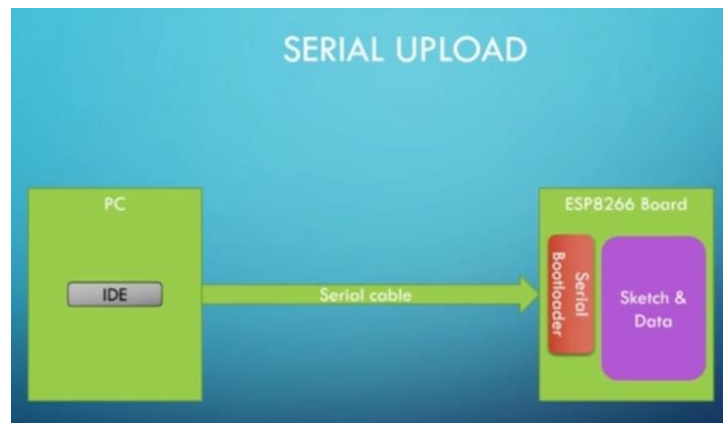 SERIAL UPLOAD
PC
IDE
Serial cable
ESP8266 Board
Serial
Bootloader
Sketch &
Data